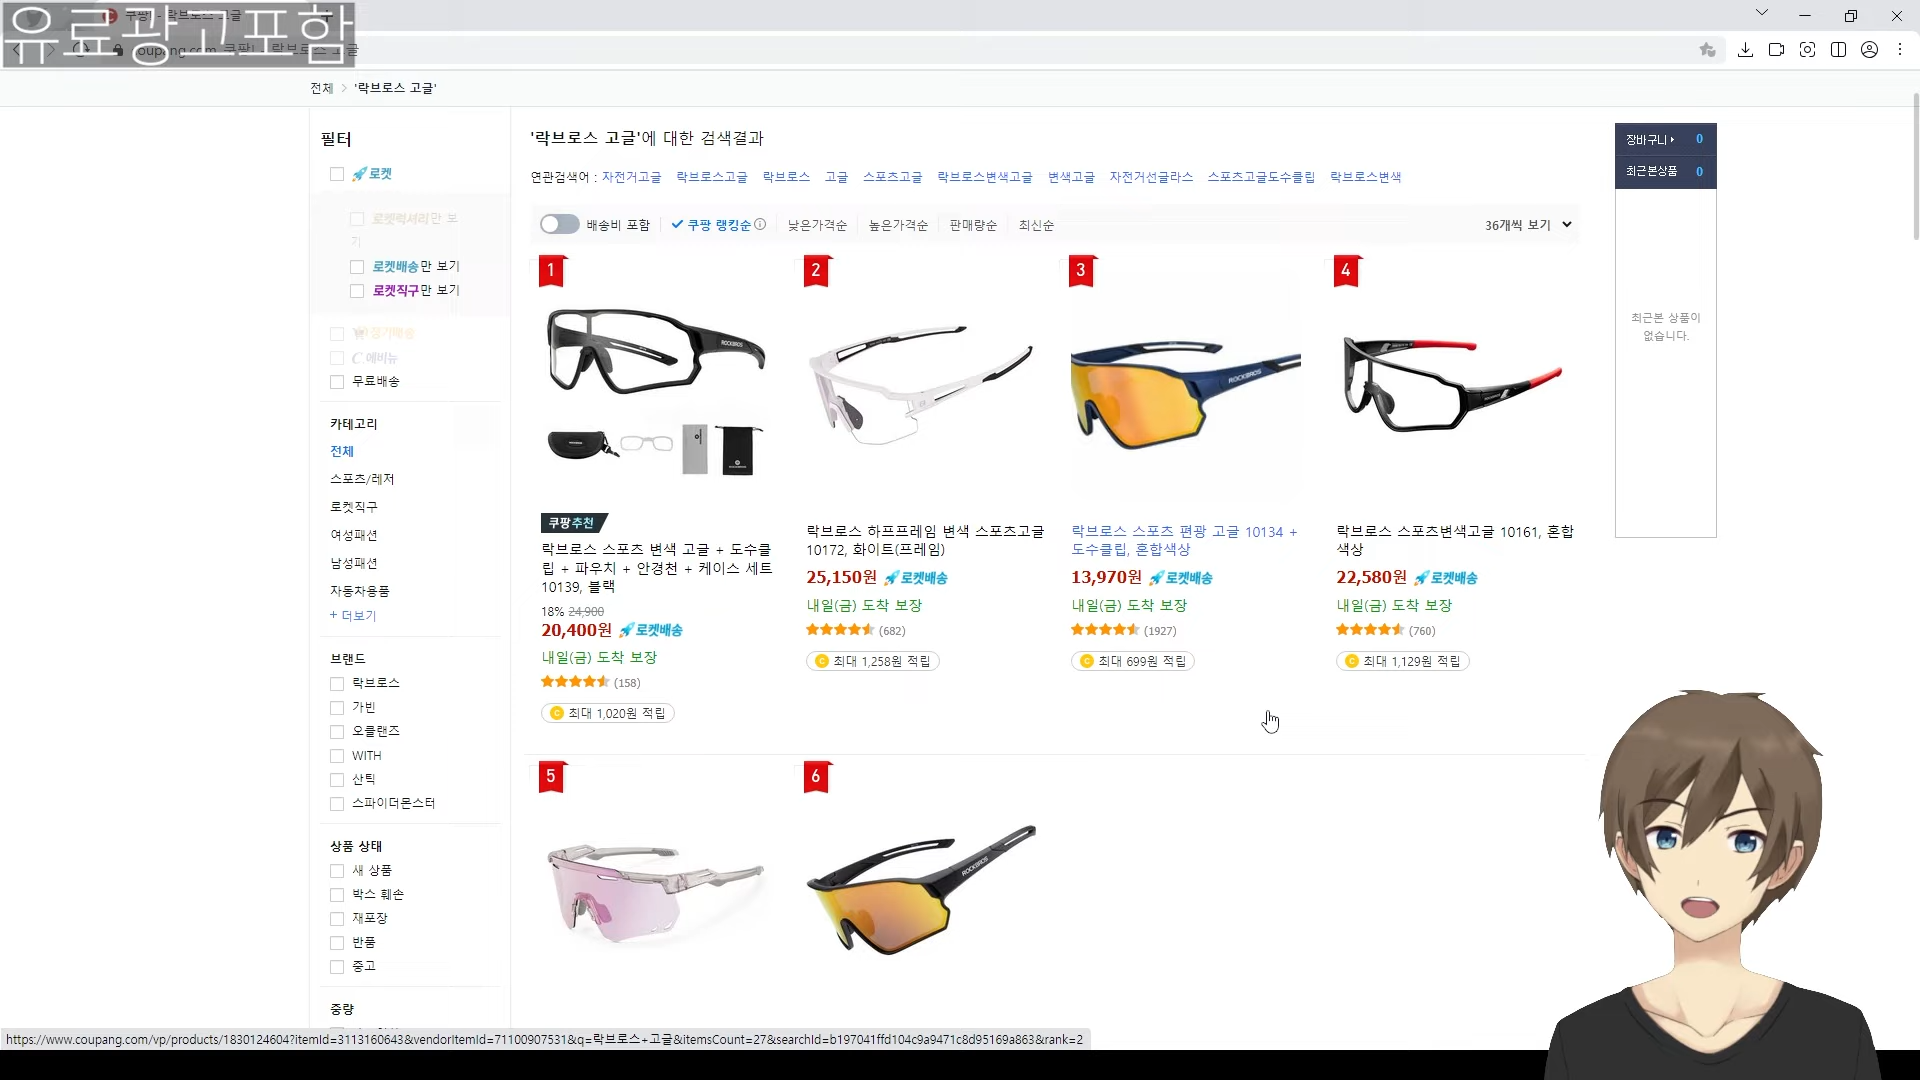 유료광고포함
전체 > '락브로스 고글'
필터
로켓
로켓럭셔리만 보
기
로켓배송만 보기
로켓직구만 보기
정기배송
C 에비뉴
무료배송
카테고리
전체
스포츠/레저
로켓직구
여성패션
남성패션
자동차용품
+ 더보기
브랜드
락브로스
가빈
오클랜즈
WITH
산틱
스파이더몬스터
상품 상태
새 상품
박스 훼손
재포장
반품
중고
중량
'락브로스 고글'에 대한 검색결과
연관검색어 : 자전거고글 락브로스고글 락브로스 고글 스포츠고글 락브로스변색고글 변색고글 자전거선글라스 스포츠고글도수클립 락브로스변색
배송비 포함 쿠팡 랭킹순 낮은가격순 높은가격순 판매량순 최신순 36개씩 보기
1
ROCKBROS
쿠팡추천
락브로스 스포츠 변색 고글 + 도수클
립 + 파우치 + 안경천 + 케이스 세트
10139, 블랙
18% 24,900
20,400원 로켓배송
내일(금) 도착 보장
(158)
최대 1,020원 적립
2
락브로스 하프프레임 변색 스포츠고글
10172, 화이트(프레임)
25,150원 로켓배송
내일(금) 도착 보장
(682)
최대 1,258원 적립
3
ROCKBROS
락브로스 스포츠 편광 고글 10134 +
도수클립, 혼합색상
13,970원 로켓배송
내일(금) 도착 보장
(1927)
최대 699원 적립
4
락브로스 스포츠변색고글 10161, 혼합
색상
22,580원 로켓배송
내일(금) 도착 보장
(760)
최대 1,129원 적립
5
6
ROCKBROS
장바구니 0
최근본상품 0
최근본 상품이
없습니다.
https://www.coupang.com/vp/products/1830124604?itemId=3113160643&vendorItemId=71100907531&q=락브로스+고글&itemsCount=27&searchId=b197041ffd104c9a9471c8d95169a863&rank=2